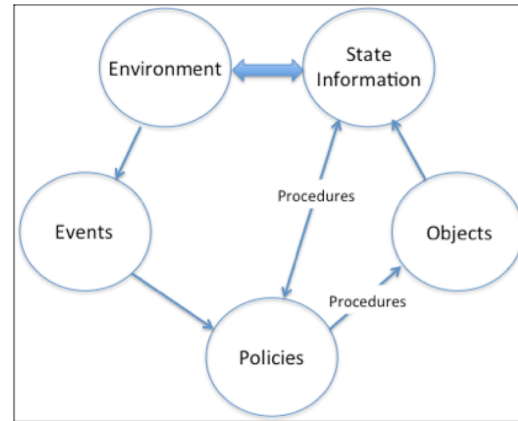 Environment
State
Information
Procedures
Events
Objects
Procedures
Policies